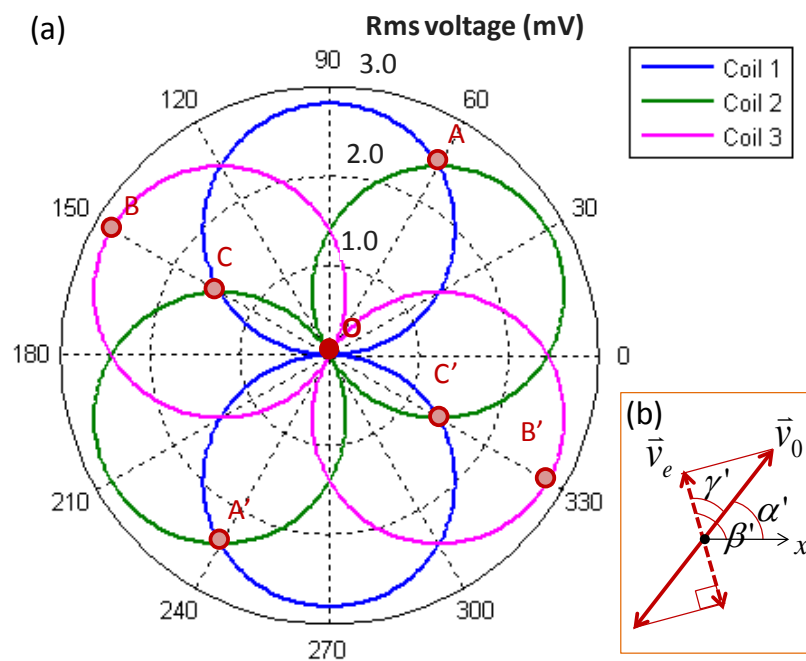 (a)
Rms voltage (mV)
90
3.0
120
60
A
Coil 1
Coil 2
Coil 3
2.0
150
B
30
C
1.0
O
180
0
C'
B'
210
330
A'
240
300
270
(b)
v⃗ₑ
v⃗₀
γ'
α'
β'
x